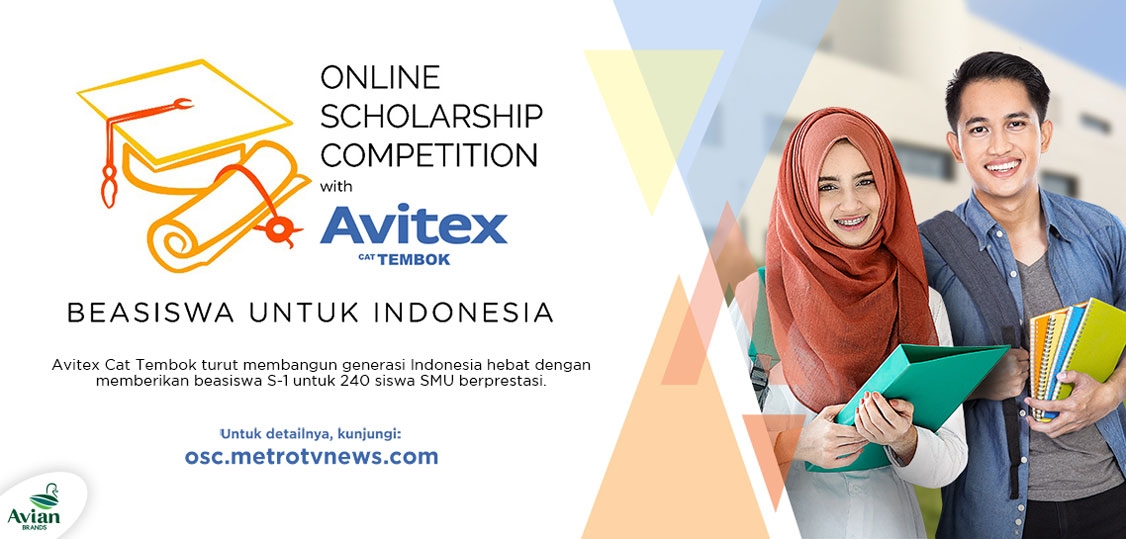 ONLINE
SCHOLARSHIP
COMPETITION
with
Avitex
CAT TEMBOK
BEASISWA UNTUK INDONESIA
Avitex Cat Tembok turut membangun generasi Indonesia hebat dengan
memberikan beasiswa S-1 untuk 240 siswa SMU berprestasi.
Untuk detailnya, kunjungi:
osc.metrotvnews.com
Avian
BRANDS